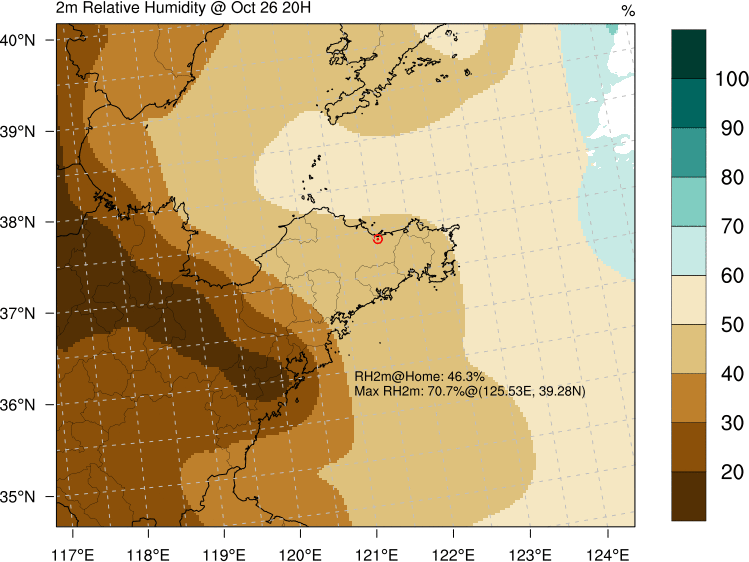 2m Relative Humidity @ Oct 26 20H
%
40°N
39°N
38°N
37°N
36°N
35°N
100
90
80
70
60
50
40
30
20
RH2m@Home: 46.3%
Max RH2m: 70.7%@(125.53E, 39.28N)
117°E 118°E 119°E 120°E 121°E 122°E 123°E 124°E